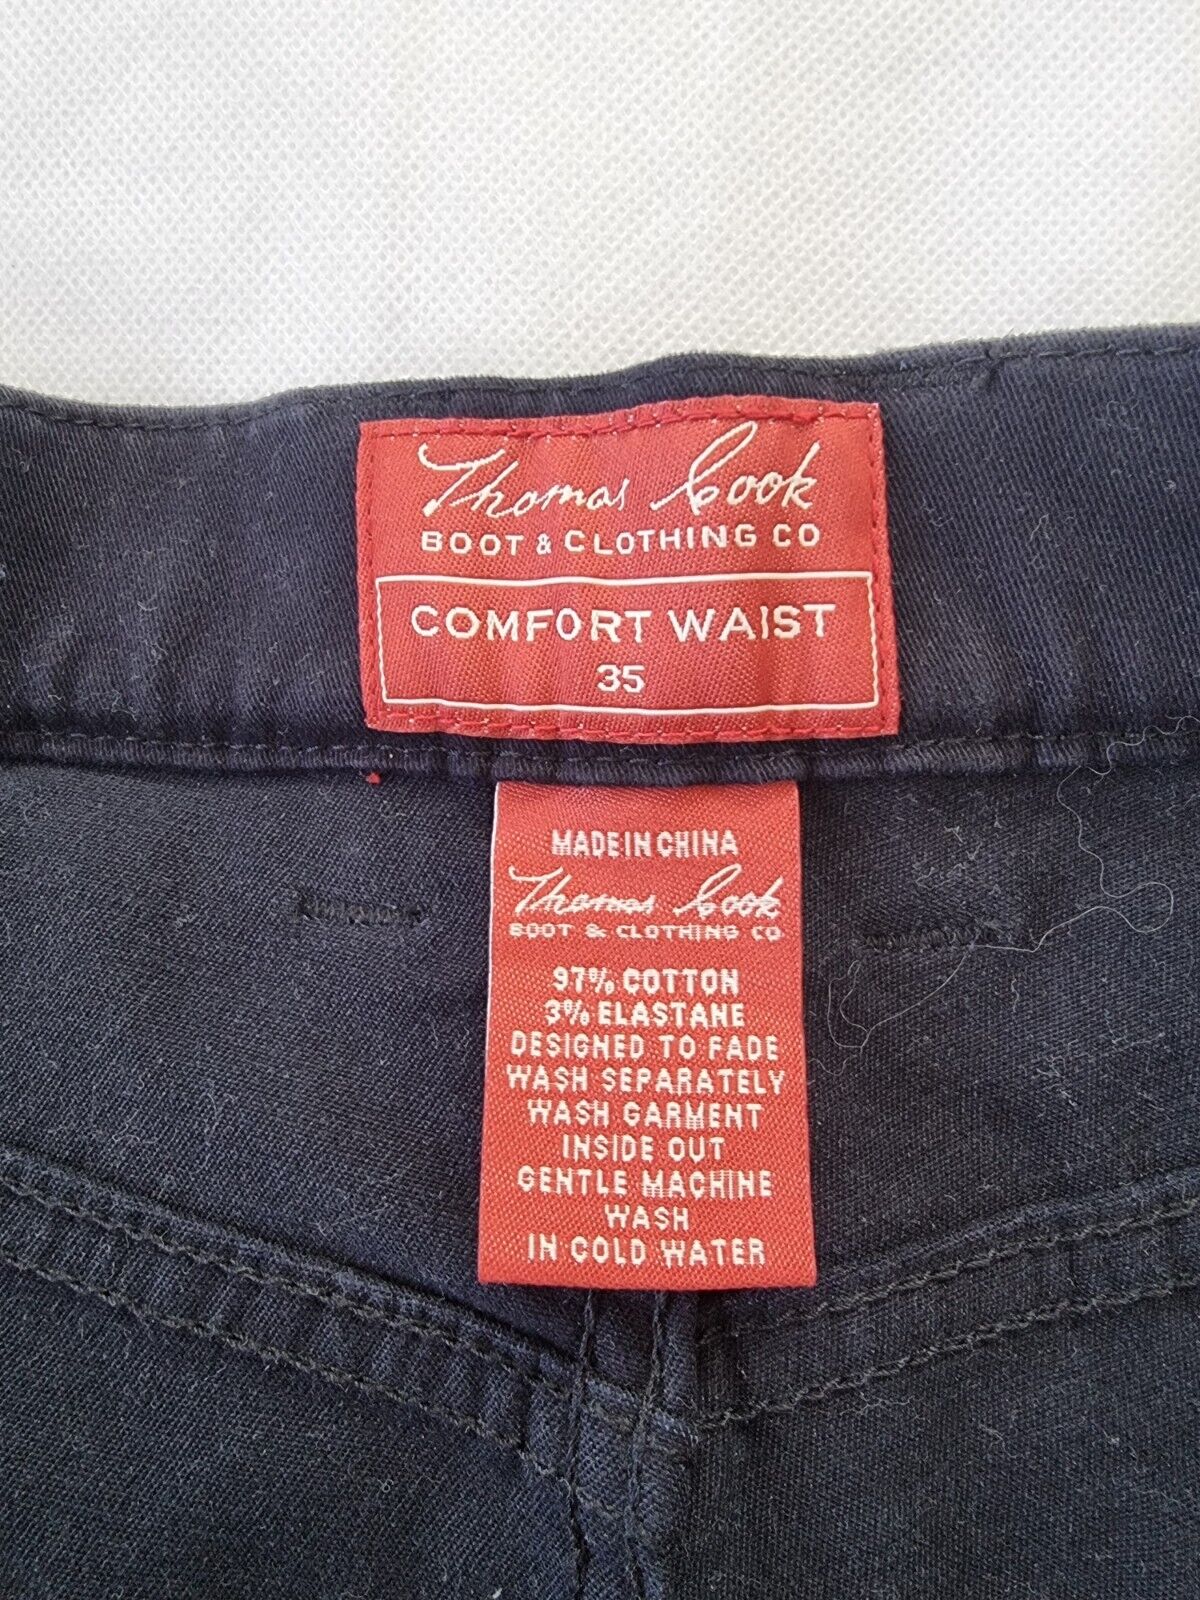 Thomas Cook
BOOT & CLOTHING CO
COMFORT WAIST
35
MADE IN CHINA
Thomas Cook
BOOT & CLOTHING CO
97% COTTON
3% ELASTANE
DESIGNED TO FADE
WASH SEPARATELY
WASH GARMENT
INSIDE OUT
GENTLE MACHINE
WASH
IN COLD WATER